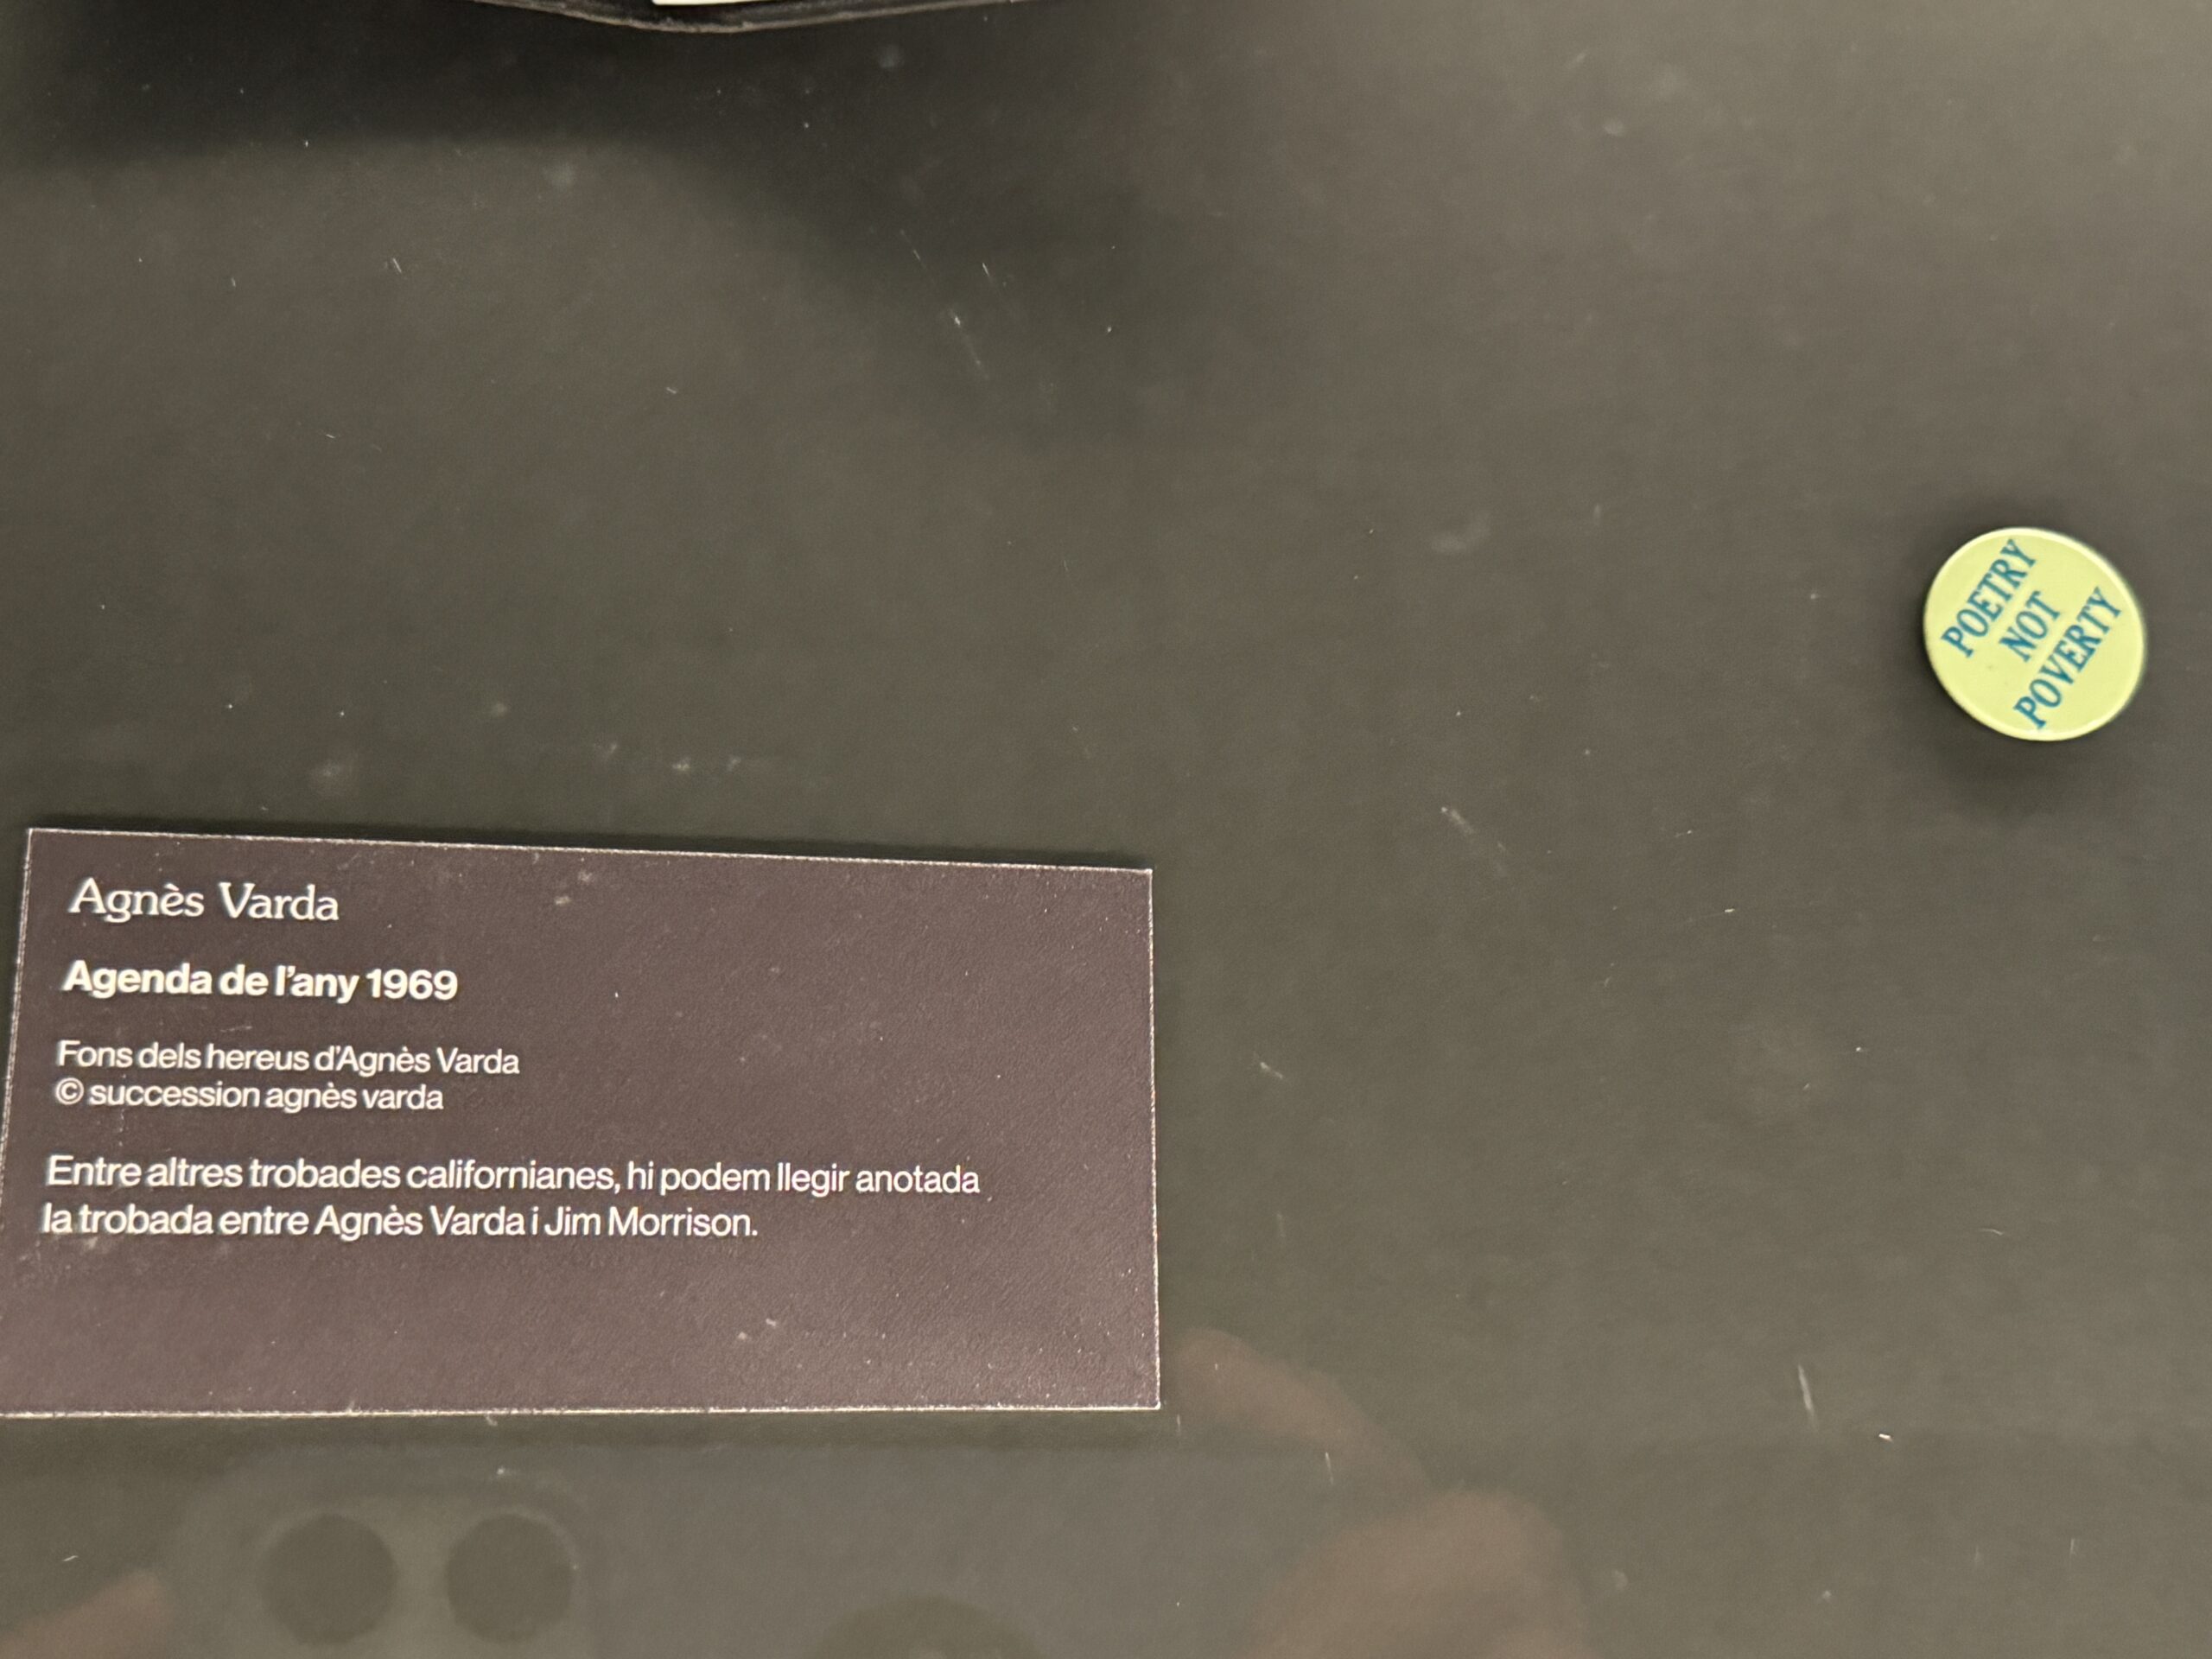 POETRY
NOT
POVERTY
Agnès Varda
Agenda de l'any 1969
Fons dels hereus d'Agnès Varda
© succession agnès varda
Entre altres trobades californianes, hi podem llegir anotada
la trobada entre Agnès Varda i Jim Morrison.